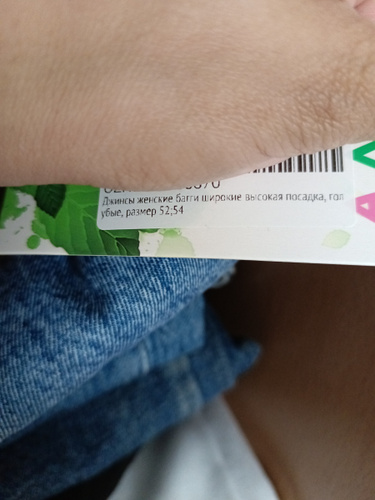 Джинсы женские багги широкие высокая посадка, гол
убые, размер 52;54